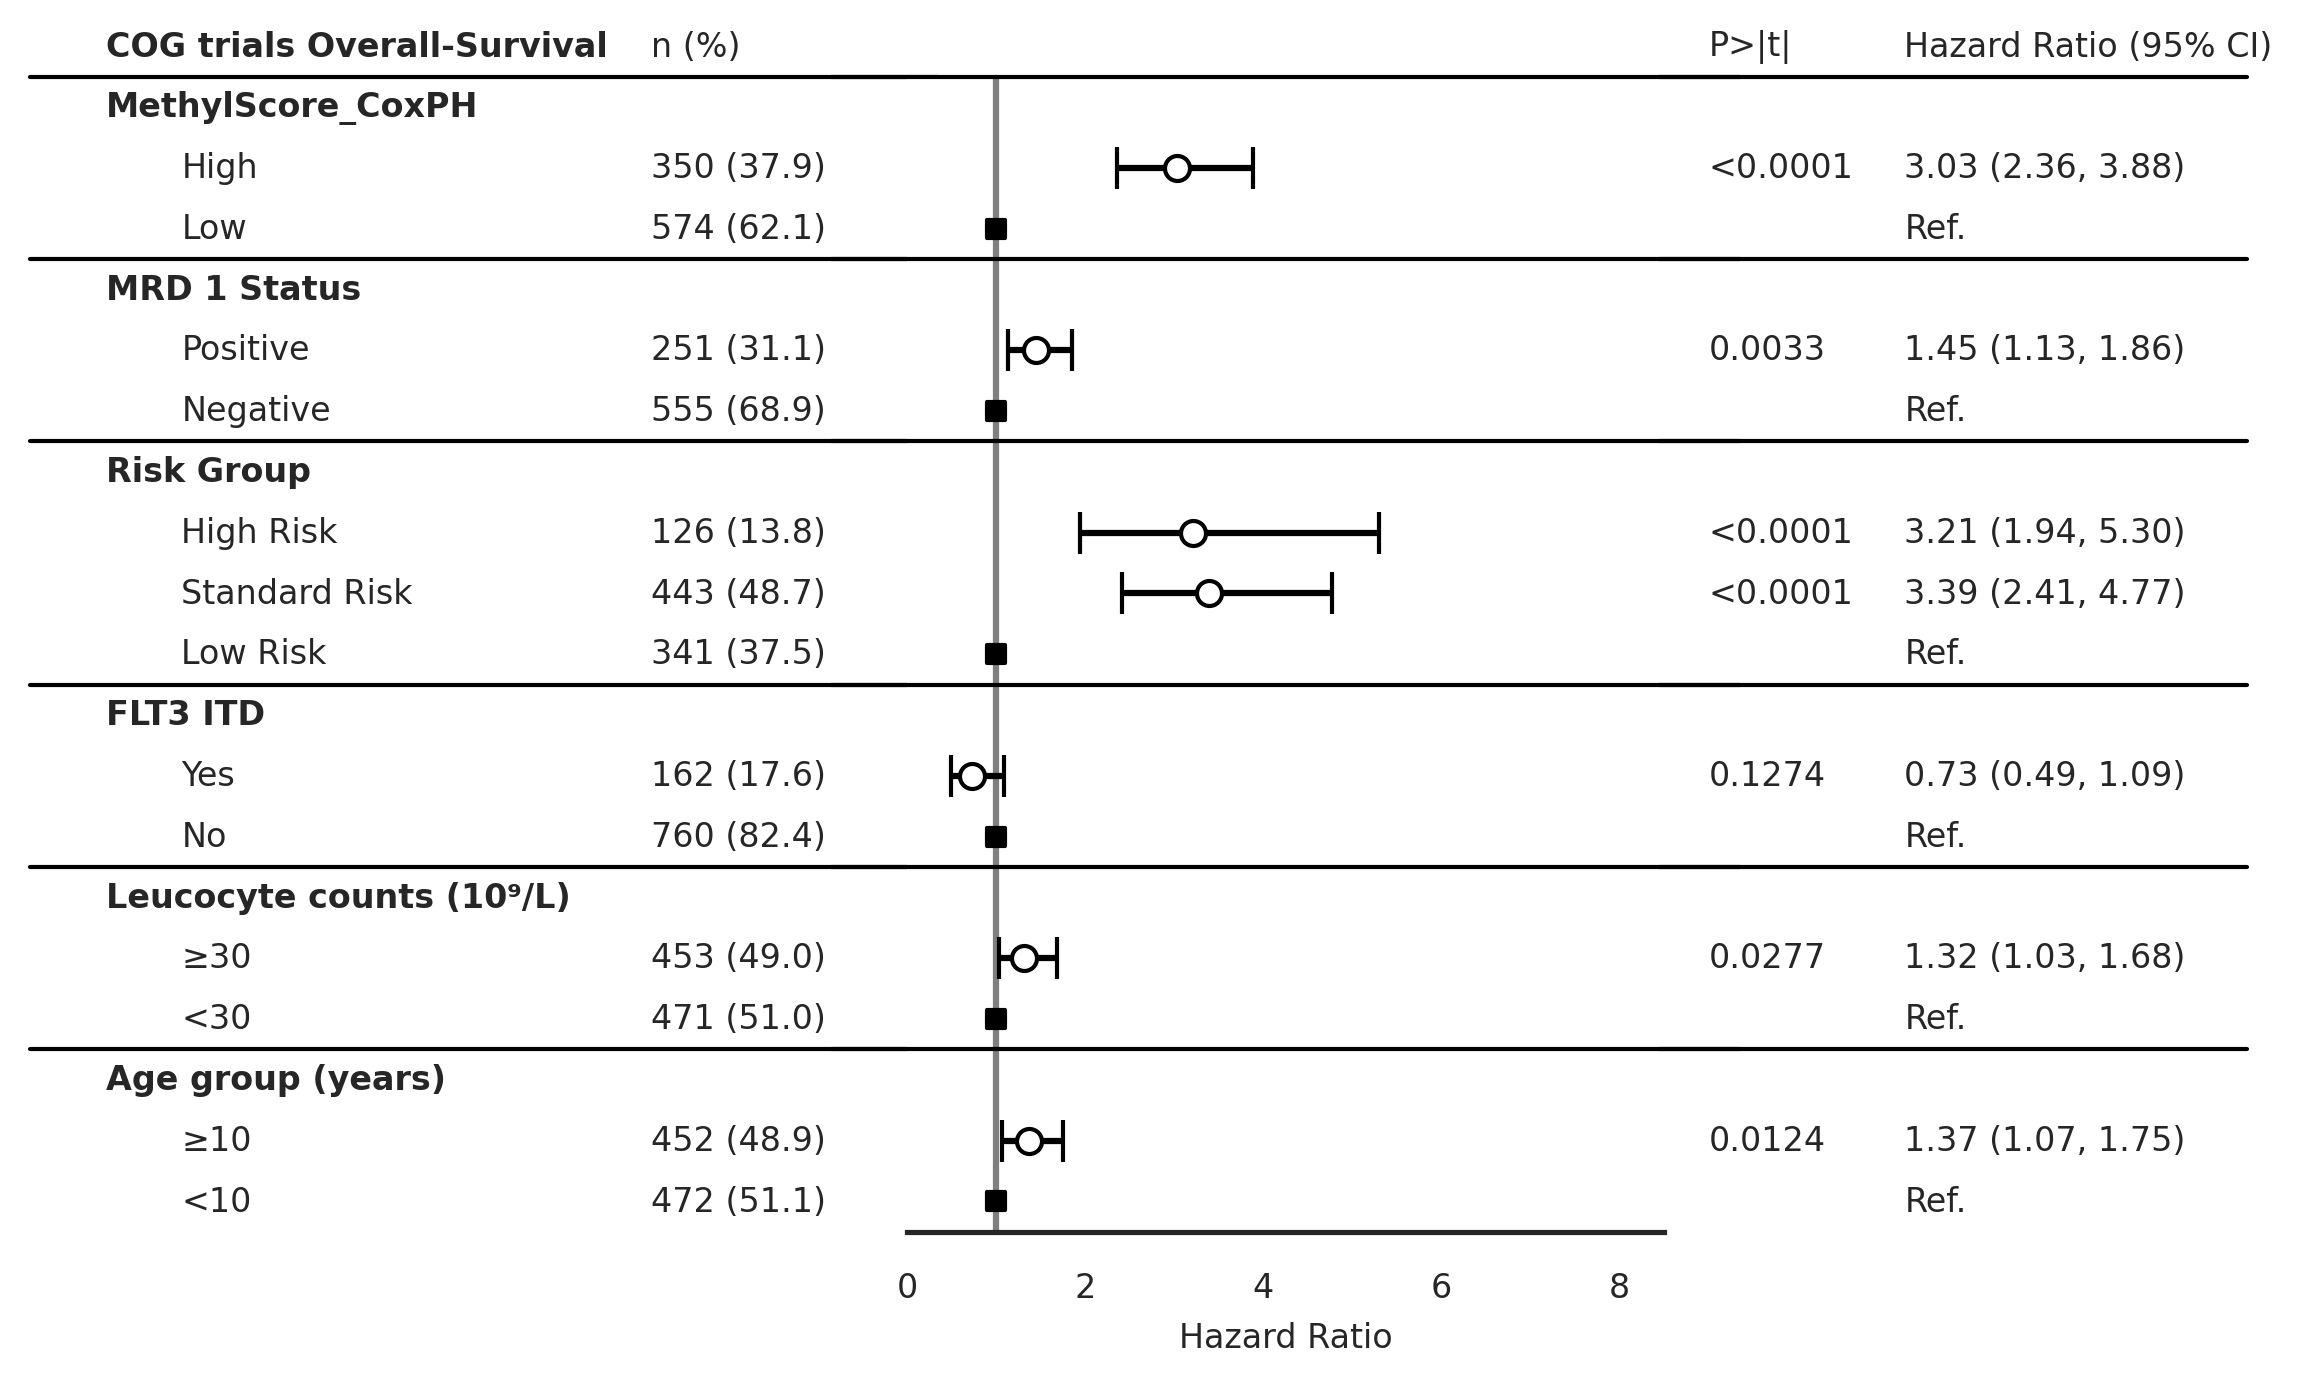 COG trials Overall-Survival n (%) P>|t| Hazard Ratio (95% CI)
MethylScore_CoxPH
High 350 (37.9) <0.0001 3.03 (2.36, 3.88)
Low 574 (62.1) Ref.
MRD 1 Status
Positive 251 (31.1) 0.0033 1.45 (1.13, 1.86)
Negative 555 (68.9) Ref.
Risk Group
High Risk 126 (13.8) <0.0001 3.21 (1.94, 5.30)
Standard Risk 443 (48.7) <0.0001 3.39 (2.41, 4.77)
Low Risk 341 (37.5) Ref.
FLT3 ITD
Yes 162 (17.6) 0.1274 0.73 (0.49, 1.09)
No 760 (82.4) Ref.
Leucocyte counts (10⁹/L)
≥30 453 (49.0) 0.0277 1.32 (1.03, 1.68)
<30 471 (51.0) Ref.
Age group (years)
≥10 452 (48.9) 0.0124 1.37 (1.07, 1.75)
<10 472 (51.1) Ref.
0 2 4 6 8
Hazard Ratio